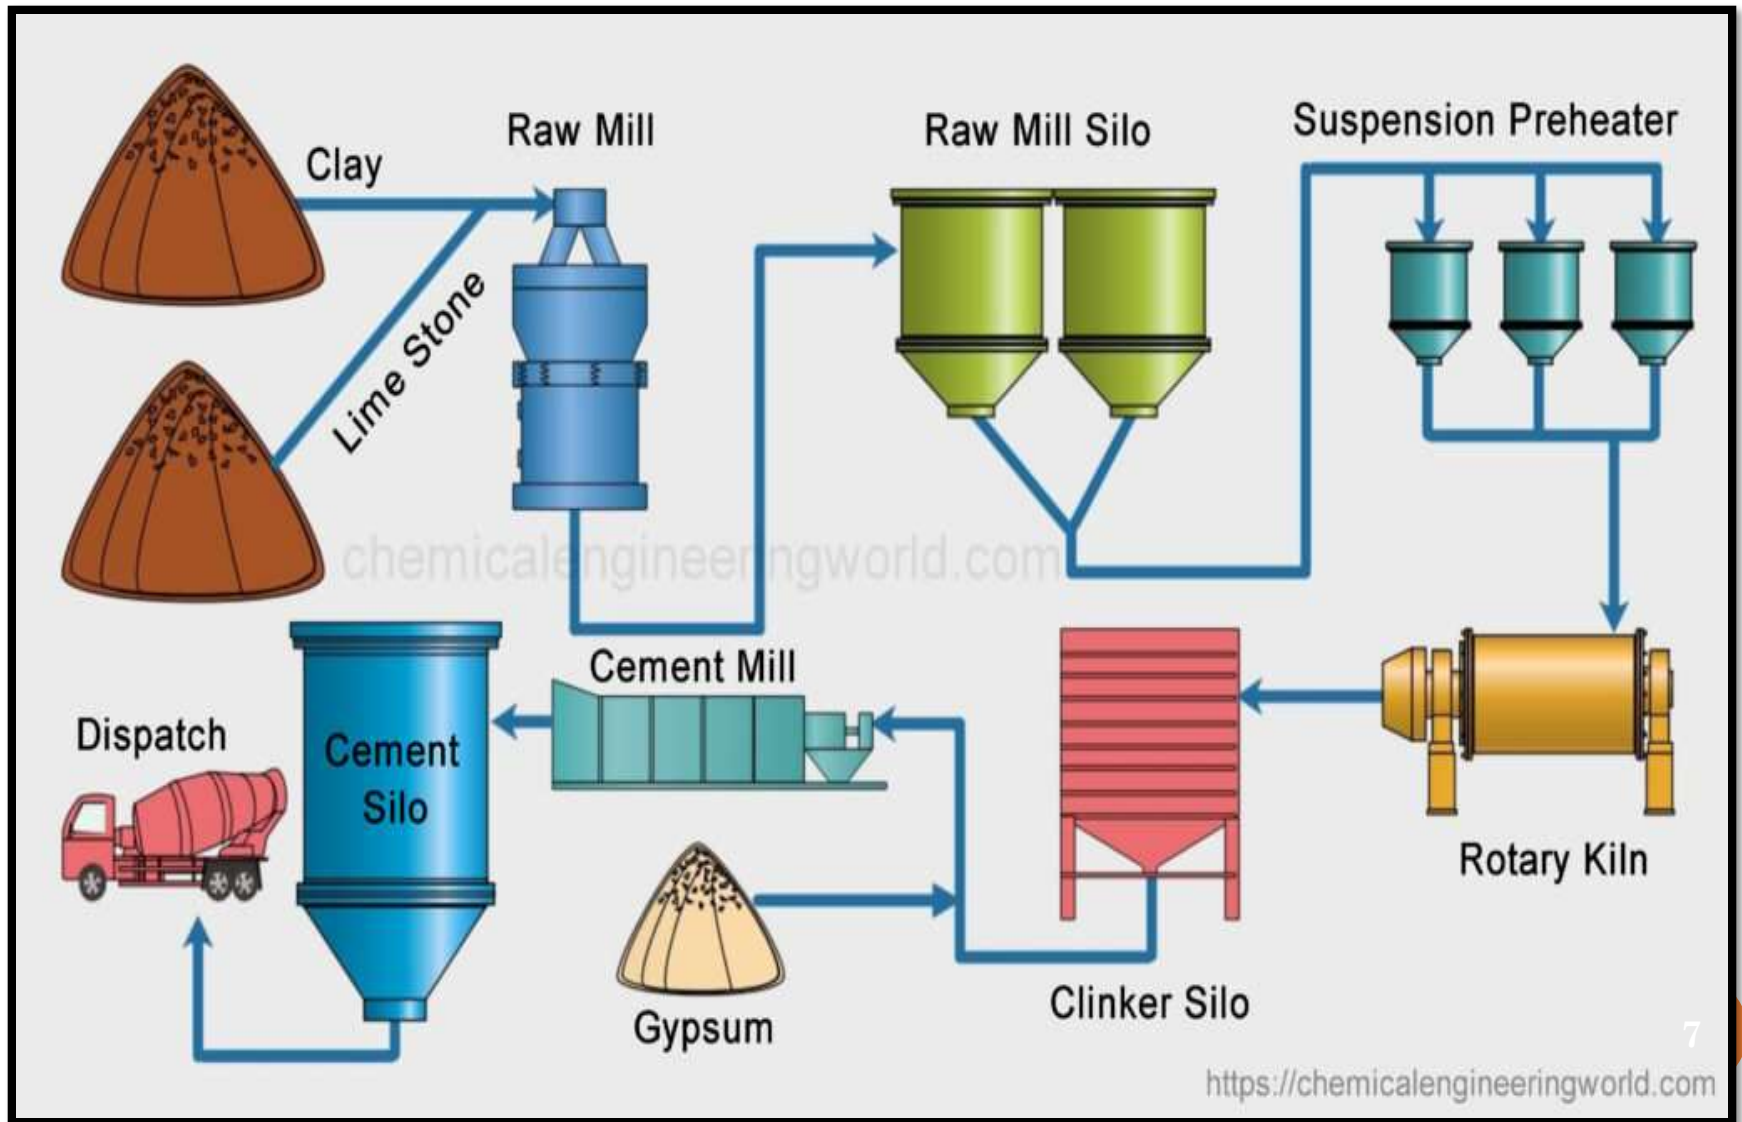 Clay
Lime Stone
Raw Mill
Raw Mill Silo
Suspension Preheater
chemicalengineeringworld.com
Cement Mill
Dispatch
Cement
Silo
Rotary Kiln
Gypsum
Clinker Silo
7
https://chemicalengineeringworld.com